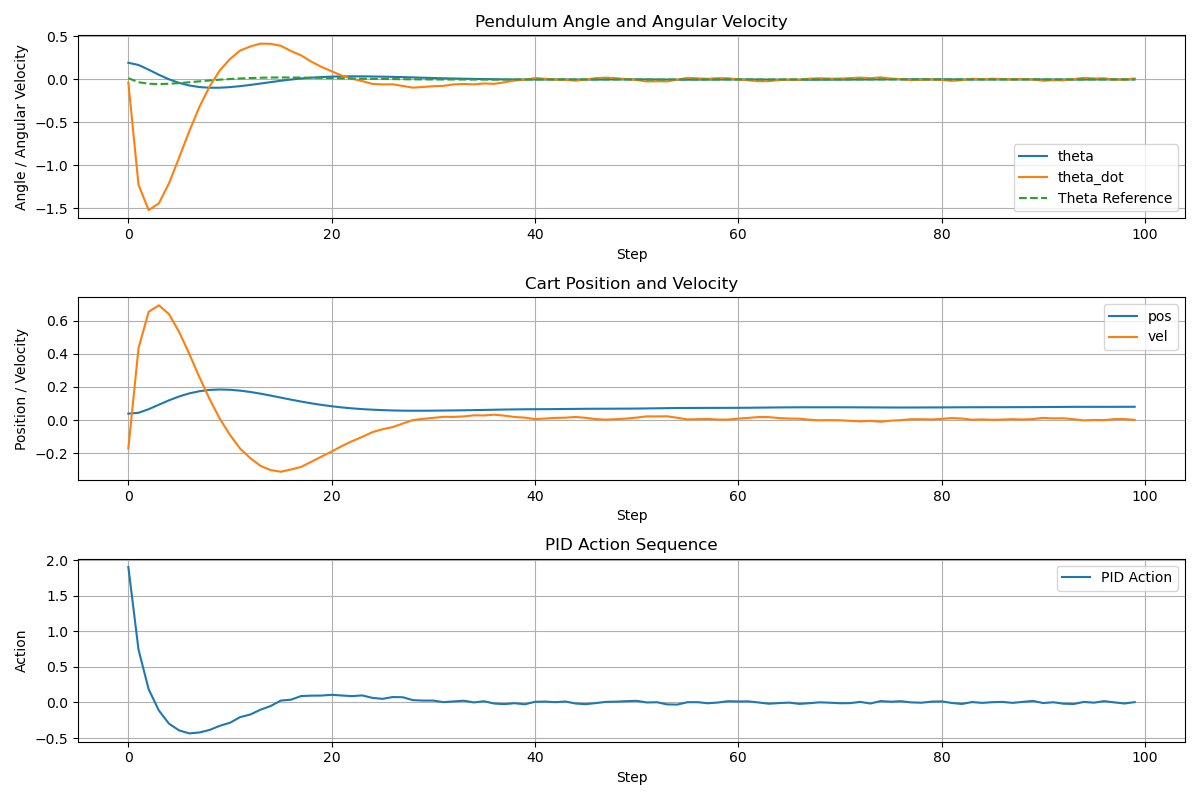 Pendulum Angle and Angular Velocity
Angle / Angular Velocity
0.5
0.0
−0.5
−1.0
−1.5
theta
theta_dot
Theta Reference
0 20 40 60 80 100
Step
Cart Position and Velocity
Position / Velocity
0.6
0.4
0.2
0.0
−0.2
pos
vel
0 20 40 60 80 100
Step
PID Action Sequence
Action
2.0
1.5
1.0
0.5
0.0
−0.5
PID Action
0 20 40 60 80 100
Step